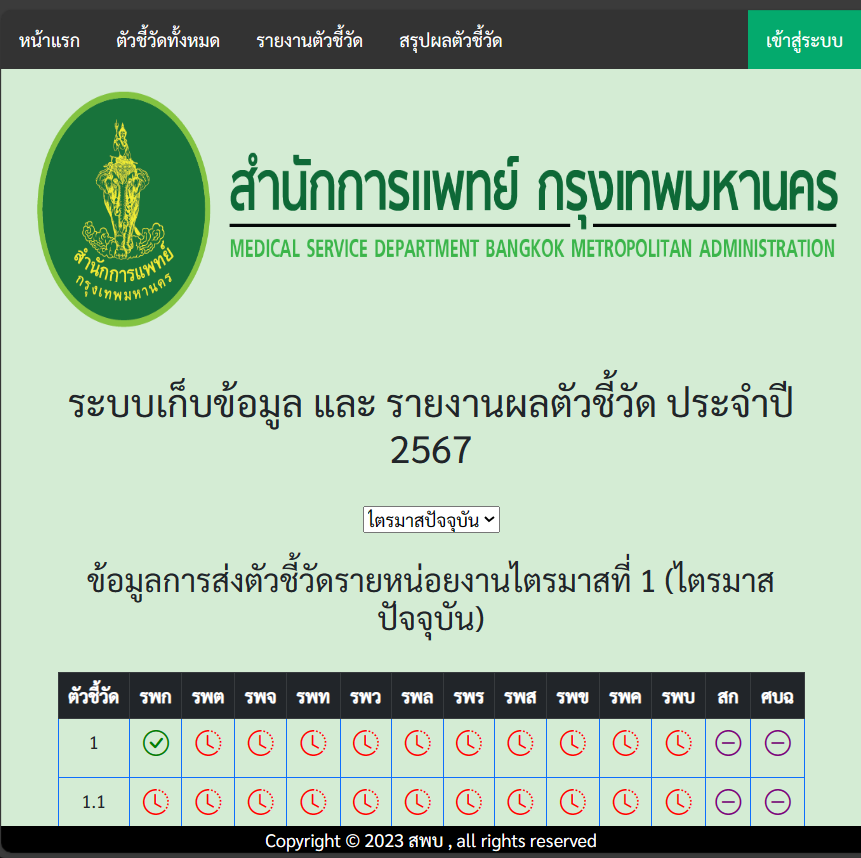 หน้าแรก ตัวชี้วัดทั้งหมด รายงานตัวชี้วัด สรุปผลตัวชี้วัด เข้าสู่ระบบ
สำนักการแพทย์ กรุงเทพมหานคร
MEDICAL SERVICE DEPARTMENT BANGKOK METROPOLITAN ADMINISTRATION
สำนักการแพทย์
กรุงเทพมหานคร
ระบบเก็บข้อมูล และ รายงานผลตัวชี้วัด ประจำปี
2567
ไตรมาสปัจจุบัน
ข้อมูลการส่งตัวชี้วัดรายหน่อยงานไตรมาสที่ 1 (ไตรมาส
ปัจจุบัน)
ตัวชี้วัด รพก รพต รพจ รพท รพว รพล รพร รพส รพข รพค รพบ สก ศบฉ
1
1.1
Copyright © 2023 สพบ , all rights reserved